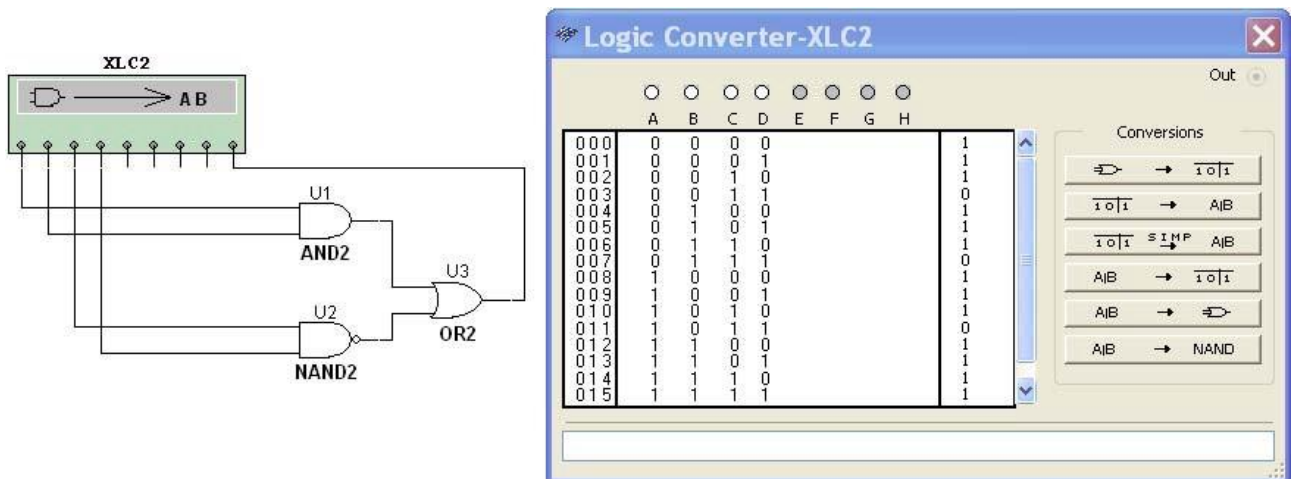 XLC2
A B
U1
AND2
U2
NAND2
U3
OR2
Logic Converter-XLC2
Out
A B C D E F G H
000 0 0 0 0 1
001 0 0 0 1 1
002 0 0 1 0 1
003 0 0 1 1 0
004 0 1 0 0 1
005 0 1 0 1 1
006 0 1 1 0 1
007 0 1 1 1 0
008 1 0 0 0 1
009 1 0 0 1 1
010 1 0 1 0 1
011 1 0 1 1 0
012 1 1 0 0 1
013 1 1 0 1 1
014 1 1 1 0 1
015 1 1 1 1 1
Conversions
→ 1 0 | 1
1 0 | 1 → A|B
1 0 | 1 SIMP → A|B
A|B → 1 0 | 1
A|B →
A|B → NAND